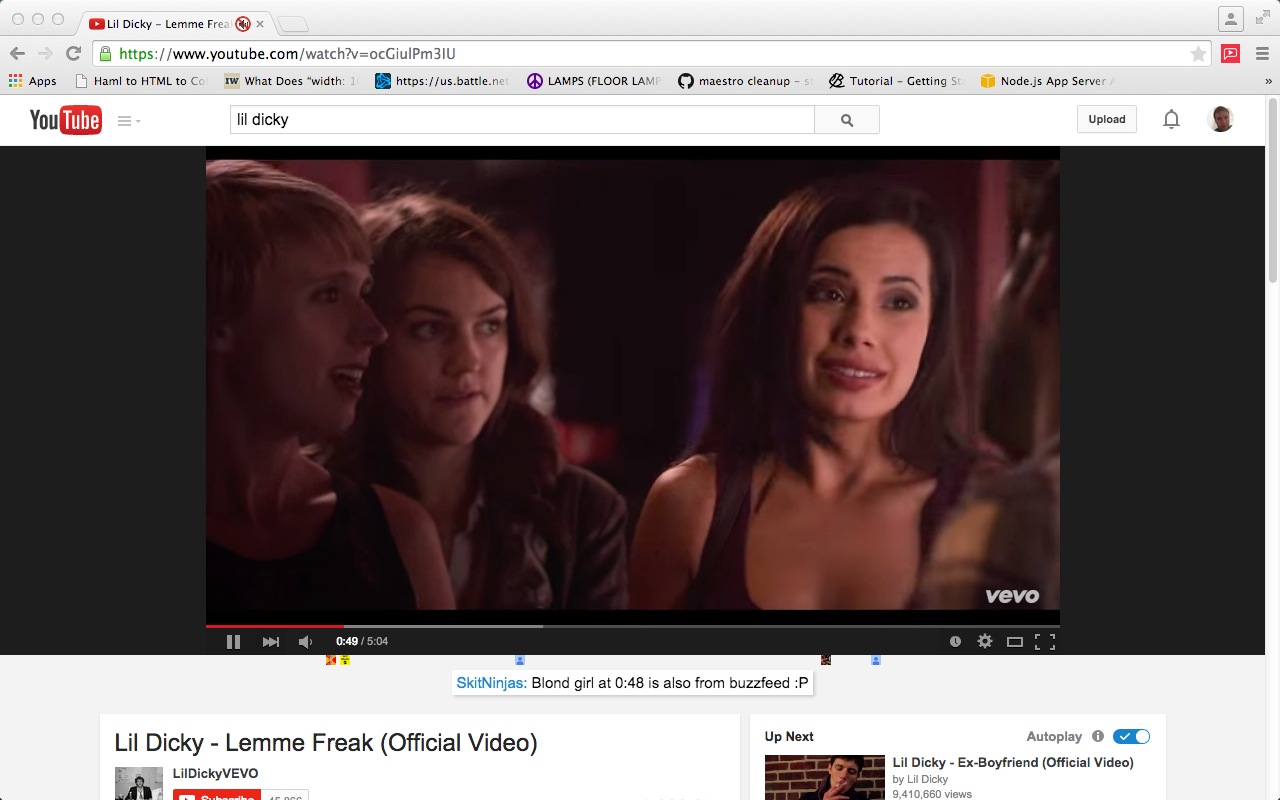 Lil Dicky – Lemme Frea
https://www.youtube.com/watch?v=ocGiulPm3lU
Apps
Haml to HTML to Co
IW What Does "width: 1
https://us.battle.net
LAMPS (FLOOR LAMP
maestro cleanup – s
Tutorial – Getting St
Node.js App Server
»
YouTube
lil dicky
Upload
vevo
0:49 / 5:04
SkitNinjas: Blond girl at 0:48 is also from buzzfeed :P
Lil Dicky - Lemme Freak (Official Video)
LilDickyVEVO
Subscribe
Up Next
Autoplay
Lil Dicky - Ex-Boyfriend (Official Video)
by Lil Dicky
9,410,660 views